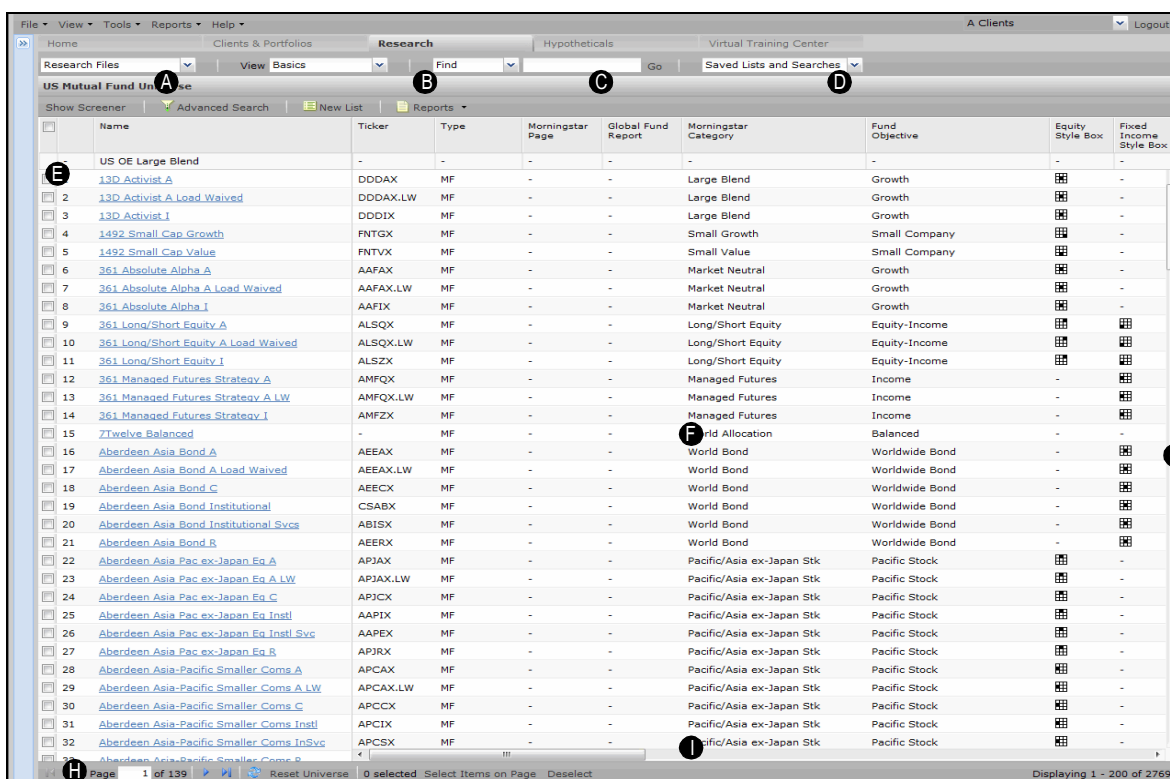 File View Tools Reports Help A Clients Logout
Home Clients & Portfolios Research Hypotheticals Virtual Training Center
Research Files View Basics Find Go Saved Lists and Searches
A B C D
US Mutual Fund Universe
Show Screener Advanced Search New List Reports
Name Ticker Type Morningstar Page Global Fund Report Morningstar Category Fund Objective Equity Style Box Fixed Income Style Box
- US OE Large Blend - - - - - - - -
E 13D Activist A DDDAX MF - - Large Blend Growth -
2 13D Activist A Load Waived DDDAX.LW MF - - Large Blend Growth -
3 13D Activist I DDDIX MF - - Large Blend Growth -
4 1492 Small Cap Growth FNTGX MF - - Small Growth Small Company -
5 1492 Small Cap Value FNTVX MF - - Small Value Small Company -
6 361 Absolute Alpha A AAFAX MF - - Market Neutral Growth -
7 361 Absolute Alpha A Load Waived AAFAX.LW MF - - Market Neutral Growth -
8 361 Absolute Alpha I AAFIX MF - - Market Neutral Growth -
9 361 Long/Short Equity A ALSQX MF - - Long/Short Equity Equity-Income
10 361 Long/Short Equity A Load Waived ALSQX.LW MF - - Long/Short Equity Equity-Income
11 361 Long/Short Equity I ALSZX MF - - Long/Short Equity Equity-Income
12 361 Managed Futures Strategy A AMFQX MF - - Managed Futures Income -
13 361 Managed Futures Strategy A LW AMFQX.LW MF - - Managed Futures Income -
14 361 Managed Futures Strategy I AMFZX MF - - Managed Futures Income -
15 7Twelve Balanced - MF - - F World Allocation Balanced - -
16 Aberdeen Asia Bond A AEEAX MF - - World Bond Worldwide Bond -
17 Aberdeen Asia Bond A Load Waived AEEAX.LW MF - - World Bond Worldwide Bond -
18 Aberdeen Asia Bond C AEECX MF - - World Bond Worldwide Bond -
19 Aberdeen Asia Bond Institutional CSABX MF - - World Bond Worldwide Bond -
20 Aberdeen Asia Bond Institutional Svcs ABISX MF - - World Bond Worldwide Bond -
21 Aberdeen Asia Bond R AEERX MF - - World Bond Worldwide Bond -
22 Aberdeen Asia Pac ex-Japan Eq A APJAX MF - - Pacific/Asia ex-Japan Stk Pacific Stock -
23 Aberdeen Asia Pac ex-Japan Eq A LW APJAX.LW MF - - Pacific/Asia ex-Japan Stk Pacific Stock -
24 Aberdeen Asia Pac ex-Japan Eq C APJCX MF - - Pacific/Asia ex-Japan Stk Pacific Stock -
25 Aberdeen Asia Pac ex-Japan Eq Instl AAPIX MF - - Pacific/Asia ex-Japan Stk Pacific Stock -
26 Aberdeen Asia Pac ex-Japan Eq Instl Svc AAPEX MF - - Pacific/Asia ex-Japan Stk Pacific Stock -
27 Aberdeen Asia Pac ex-Japan Eq R APJRX MF - - Pacific/Asia ex-Japan Stk Pacific Stock -
28 Aberdeen Asia-Pacific Smaller Coms A APCAX MF - - Pacific/Asia ex-Japan Stk Pacific Stock -
29 Aberdeen Asia-Pacific Smaller Coms A LW APCAX.LW MF - - Pacific/Asia ex-Japan Stk Pacific Stock -
30 Aberdeen Asia-Pacific Smaller Coms C APCCX MF - - Pacific/Asia ex-Japan Stk Pacific Stock -
31 Aberdeen Asia-Pacific Smaller Coms Instl APCIX MF - - Pacific/Asia ex-Japan Stk Pacific Stock -
32 Aberdeen Asia-Pacific Smaller Coms InSvc APCSX MF - - I Pacific/Asia ex-Japan Stk Pacific Stock -
33 Aberdeen Asia-Pacific Smaller Coms R
H Page 1 of 139 Reset Universe 0 selected Select Items on Page Deselect Displaying 1 - 200 of 2769